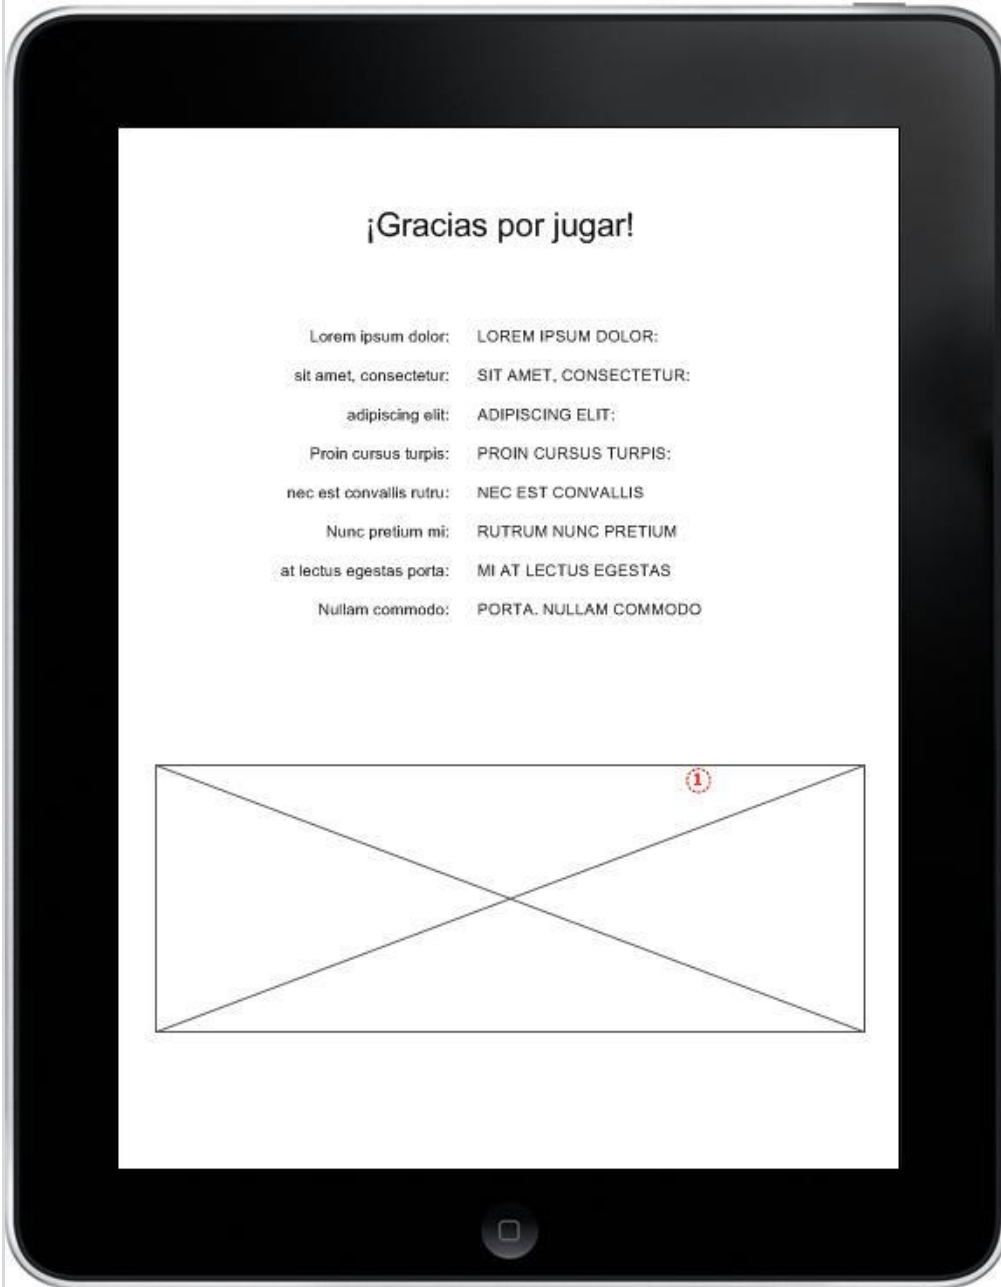 ¡Gracias por jugar!
Lorem ipsum dolor: LOREM IPSUM DOLOR:
sit amet, consectetur: SIT AMET, CONSECTETUR:
adipiscing elit: ADIPISCING ELIT:
Proin cursus turpis: PROIN CURSUS TURPIS:
nec est convallis rutru: NEC EST CONVALLIS
Nunc pretium mi: RUTRUM NUNC PRETIUM
at lectus egestas porta: MI AT LECTUS EGESTAS
Nullam commodo: PORTA. NULLAM COMMODO
1